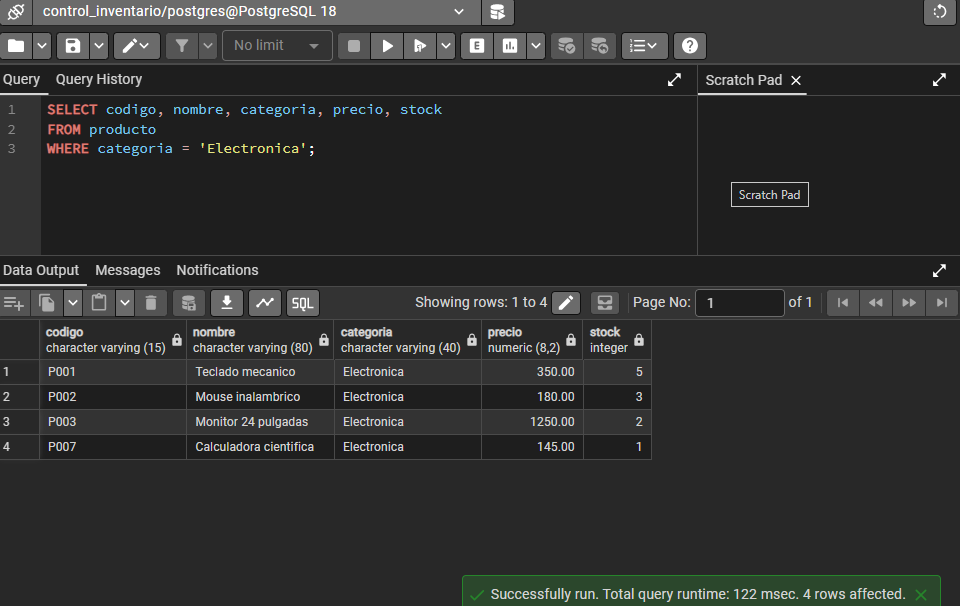 control_inventario/postgres@PostgreSQL 18
No limit
E
SQL
Query Query History
Scratch Pad
1 SELECT codigo, nombre, categoria, precio, stock
2 FROM producto
3 WHERE categoria = 'Electronica';
Scratch Pad
Data Output Messages Notifications
Showing rows: 1 to 4 Page No: 1 of 1
codigo nombre categoria precio stock
character varying (15) character varying (80) character varying (40) numeric (8,2) integer
1 P001 Teclado mecanico Electronica 350.00 5
2 P002 Mouse inalambrico Electronica 180.00 3
3 P003 Monitor 24 pulgadas Electronica 1250.00 2
4 P007 Calculadora cientifica Electronica 145.00 1
Successfully run. Total query runtime: 122 msec. 4 rows affected.